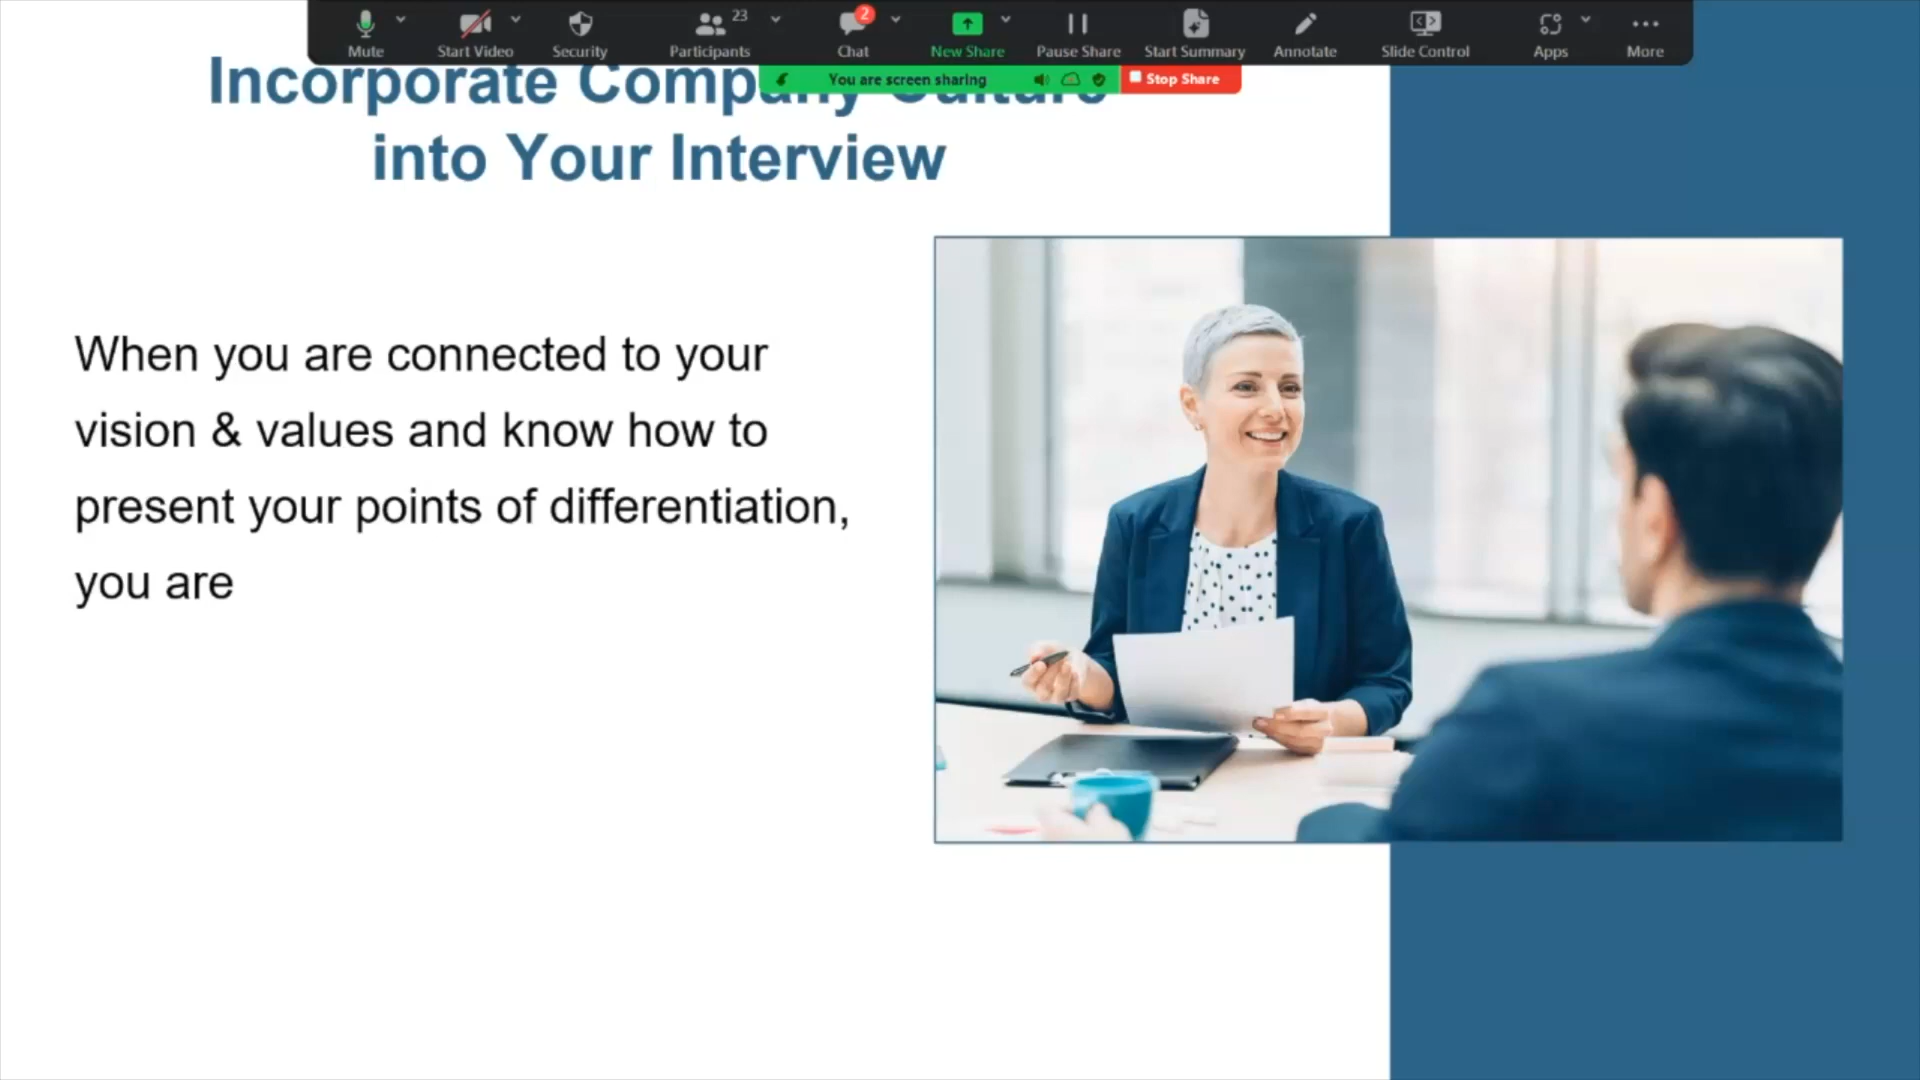 Mute
Start Video
Security
23
Participants
2
Chat
New Share
Pause Share
Start Summary
Annotate
Slide Control
Apps
More
You are screen sharing
Stop Share
Incorporate Company Culture
into Your Interview
When you are connected to your
vision & values and know how to
present your points of differentiation,
you are